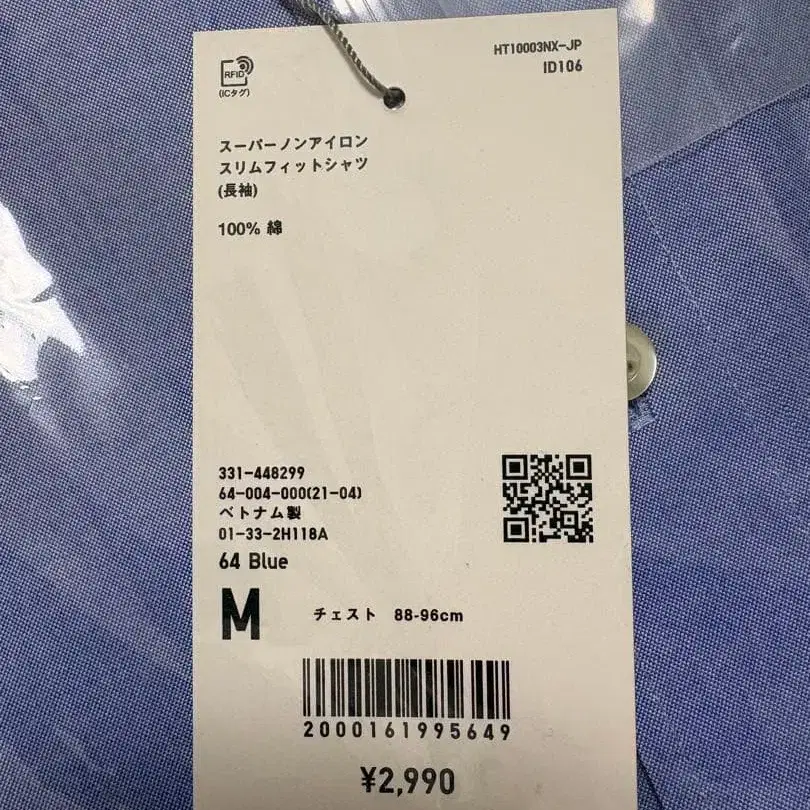 HT10003NX-JP
ID106
RFID
(ICタグ)
スーパーノンアイロン
スリムフィットシャツ
(長袖)
100% 綿
331-448299
64-004-000(21-04)
ベトナム製
01-33-2H118A
64 Blue
M チェスト 88-96cm
2000161995649
¥2,990